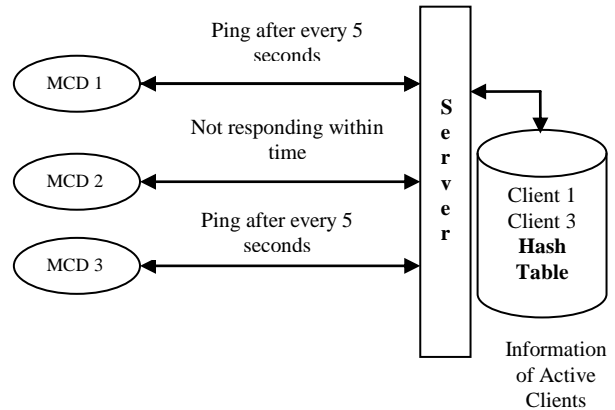 Ping after every 5
seconds
MCD 1
Not responding within
time
MCD 2
Ping after every 5
seconds
MCD 3
Server
Client 1
Client 3
Hash
Table
Information
of Active
Clients